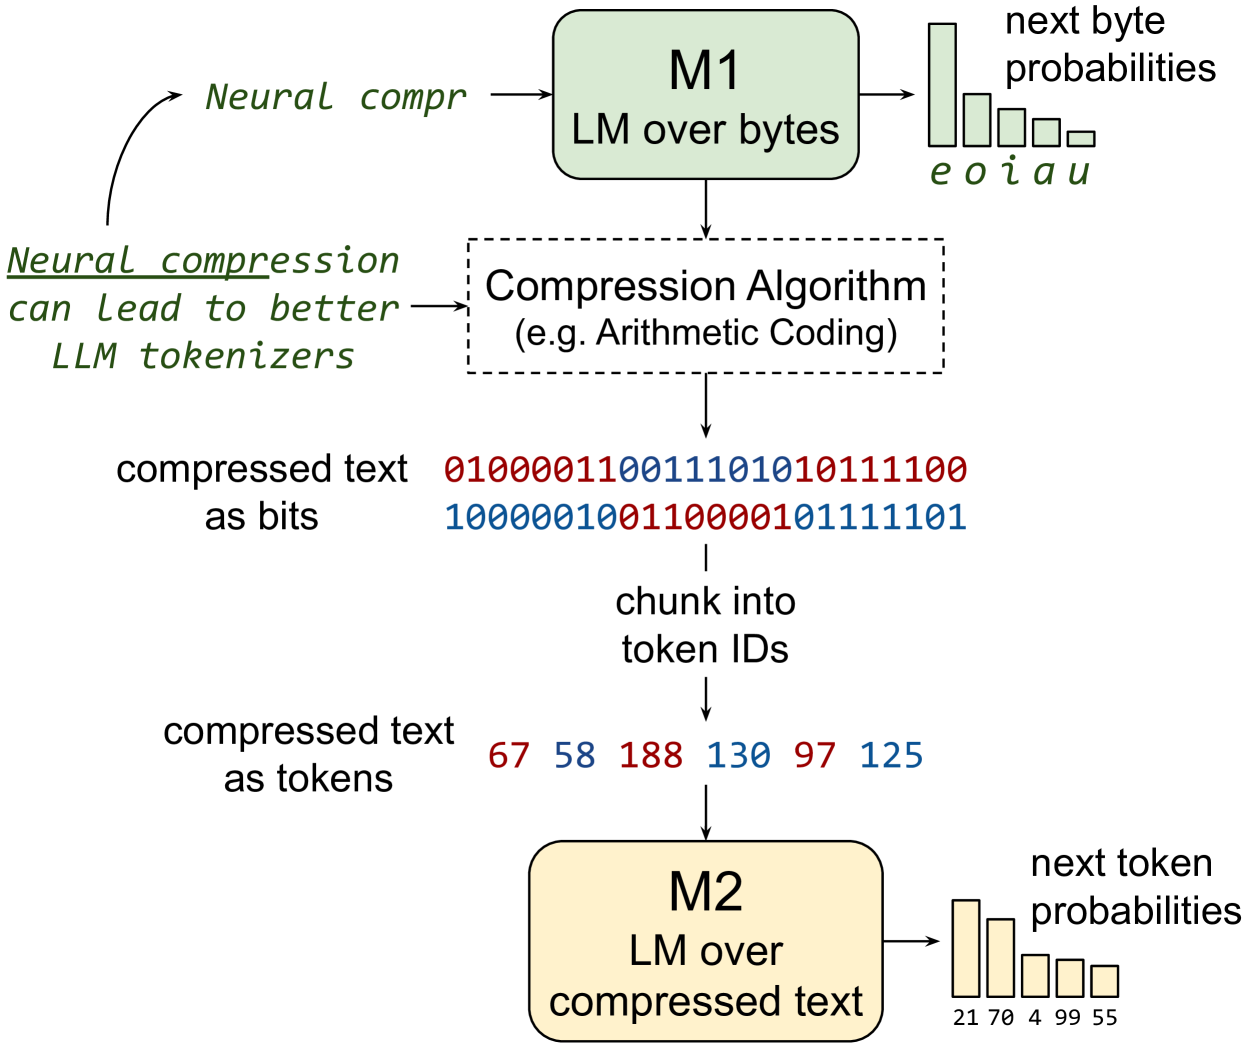 next byte
probabilities
M1
LM over bytes
Neural compr
e o i a u
Neural compression
can lead to better
LLM tokenizers
Compression Algorithm
(e.g. Arithmetic Coding)
compressed text
as bits
010000110011101010111100
100000100110000101111101
chunk into
token IDs
compressed text
as tokens
67 58 188 130 97 125
M2
LM over
compressed text
next token
probabilities
21 70 4 99 55